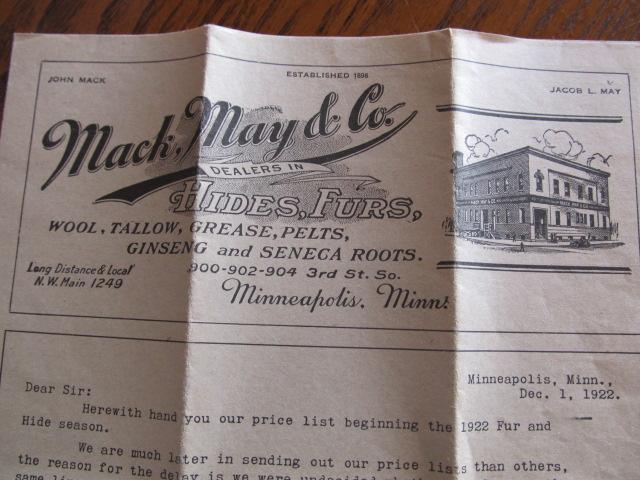 JOHN MACK
ESTABLISHED 1896
JACOB L. MAY
Mack, May & Co.
DEALERS IN
HIDES, FURS,
WOOL, TALLOW, GREASE, PELTS,
GINSENG and SENECA ROOTS.
Long Distance & Local
N.W. Main 1249
900-902-904 3rd St. So.
Minneapolis, Minn.
Minneapolis, Minn.,
Dec. 1, 1922.
Dear Sir:
Herewith hand you our price list beginning the 1922 Fur and
Hide season.
We are much later in sending out our price lists than others,
the reason for the delay is we were undecided
same